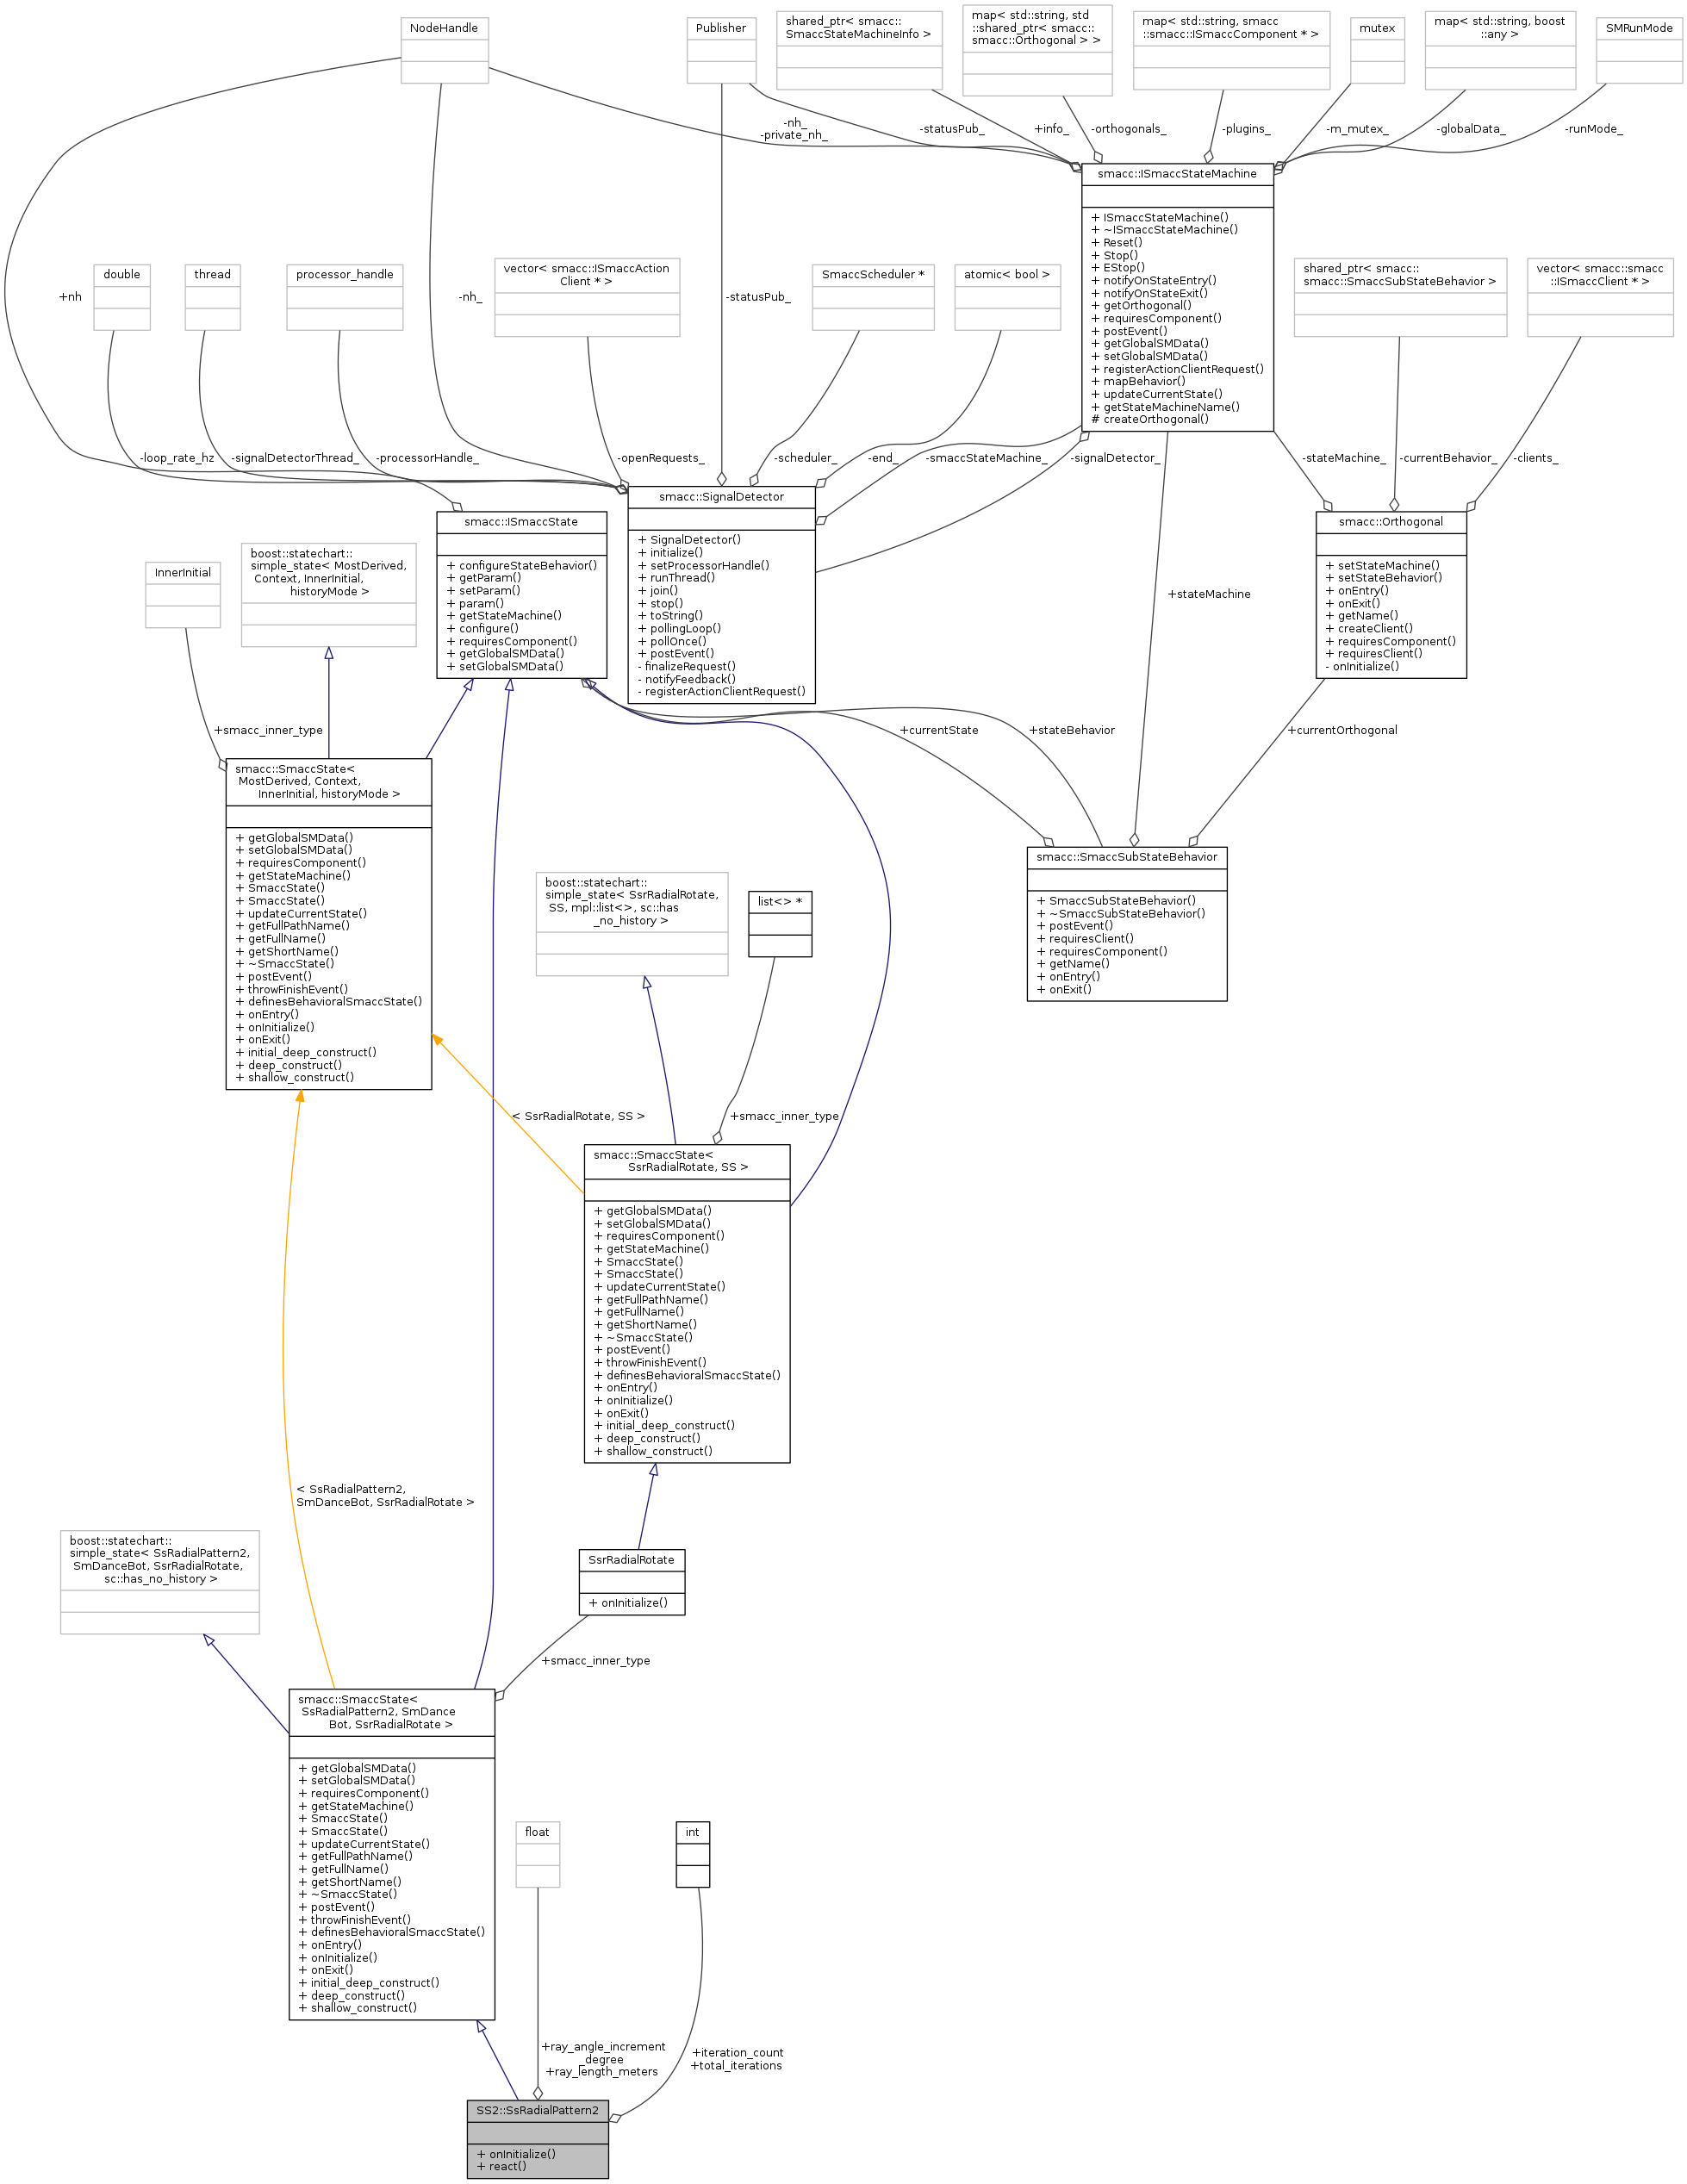 NodeHandle
Publisher
shared_ptr< smacc::
SmaccStateMachineInfo >
map< std::string, std
::shared_ptr< smacc::
smacc::Orthogonal > >
map< std::string, smacc
::smacc::ISmaccComponent * >
mutex
map< std::string, boost
::any >
SMRunMode
-nh_
-private_nh_
-statusPub_
+info_
-orthogonals_
-plugins_
-m_mutex_
-globalData_
-runMode_
smacc::ISmaccStateMachine
+ ISmaccStateMachine()
+ ~ISmaccStateMachine()
+ Reset()
+ Stop()
+ EStop()
+ notifyOnStateEntry()
+ notifyOnStateExit()
+ getOrthogonal()
+ requiresComponent()
+ postEvent()
+ getGlobalSMData()
+ setGlobalSMData()
+ registerActionClientRequest()
+ mapBehavior()
+ updateCurrentState()
+ getStateMachineName()
# createOrthogonal()
double
thread
processor_handle
vector< smacc::ISmaccAction
Client * >
SmaccScheduler *
atomic< bool >
shared_ptr< smacc::
smacc::SmaccSubStateBehavior >
vector< smacc::smacc
::ISmaccClient * >
+nh
-nh_
-statusPub_
-loop_rate_hz
-signalDetectorThread_
-processorHandle_
-openRequests_
-scheduler_
-end_
-smaccStateMachine_
-signalDetector_
-stateMachine_
-currentBehavior_
-clients_
smacc::SignalDetector
+ SignalDetector()
+ initialize()
+ setProcessorHandle()
+ runThread()
+ join()
+ stop()
+ toString()
+ pollingLoop()
+ pollOnce()
+ postEvent()
- finalizeRequest()
- notifyFeedback()
- registerActionClientRequest()
smacc::ISmaccState
+ configureStateBehavior()
+ getParam()
+ setParam()
+ param()
+ getStateMachine()
+ configure()
+ requiresComponent()
+ getGlobalSMData()
+ setGlobalSMData()
smacc::Orthogonal
+ setStateMachine()
+ setStateBehavior()
+ onEntry()
+ onExit()
+ getName()
+ createClient()
+ requiresComponent()
+ requiresClient()
- onInitialize()
InnerInitial
boost::statechart::
simple_state< MostDerived,
Context, InnerInitial,
historyMode >
+stateMachine
+smacc_inner_type
+currentState
+stateBehavior
+currentOrthogonal
smacc::SmaccState<
MostDerived, Context,
InnerInitial, historyMode >
+ getGlobalSMData()
+ setGlobalSMData()
+ requiresComponent()
+ getStateMachine()
+ SmaccState()
+ SmaccState()
+ updateCurrentState()
+ getFullPathName()
+ getFullName()
+ getShortName()
+ ~SmaccState()
+ postEvent()
+ throwFinishEvent()
+ definesBehavioralSmaccState()
+ onEntry()
+ onInitialize()
+ onExit()
+ initial_deep_construct()
+ deep_construct()
+ shallow_construct()
smacc::SmaccSubStateBehavior
+ SmaccSubStateBehavior()
+ ~SmaccSubStateBehavior()
+ postEvent()
+ requiresClient()
+ requiresComponent()
+ getName()
+ onEntry()
+ onExit()
boost::statechart::
simple_state< SsrRadialRotate,
SS, mpl::list<>, sc::has
_no_history >
list<> *
< SsrRadialRotate, SS >
+smacc_inner_type
smacc::SmaccState<
SsrRadialRotate, SS >
+ getGlobalSMData()
+ setGlobalSMData()
+ requiresComponent()
+ getStateMachine()
+ SmaccState()
+ SmaccState()
+ updateCurrentState()
+ getFullPathName()
+ getFullName()
+ getShortName()
+ ~SmaccState()
+ postEvent()
+ throwFinishEvent()
+ definesBehavioralSmaccState()
+ onEntry()
+ onInitialize()
+ onExit()
+ initial_deep_construct()
+ deep_construct()
+ shallow_construct()
< SsRadialPattern2,
SmDanceBot, SsrRadialRotate >
boost::statechart::
simple_state< SsRadialPattern2,
SmDanceBot, SsrRadialRotate,
sc::has_no_history >
SsrRadialRotate
+ onInitialize()
+smacc_inner_type
smacc::SmaccState<
SsRadialPattern2, SmDance
Bot, SsrRadialRotate >
+ getGlobalSMData()
+ setGlobalSMData()
+ requiresComponent()
+ getStateMachine()
+ SmaccState()
+ SmaccState()
+ updateCurrentState()
+ getFullPathName()
+ getFullName()
+ getShortName()
+ ~SmaccState()
+ postEvent()
+ throwFinishEvent()
+ definesBehavioralSmaccState()
+ onEntry()
+ onInitialize()
+ onExit()
+ initial_deep_construct()
+ deep_construct()
+ shallow_construct()
float
int
+ray_angle_increment
_degree
+ray_length_meters
+iteration_count
+total_iterations
SS2::SsRadialPattern2
+ onInitialize()
+ react()